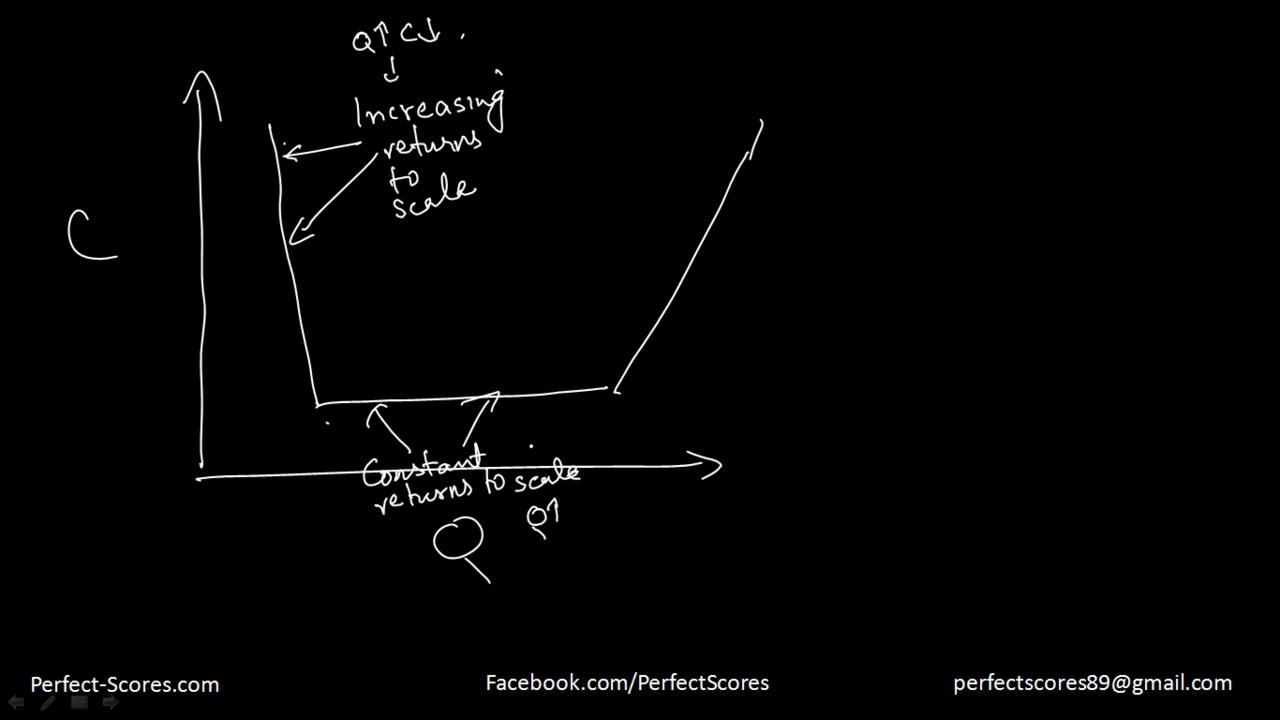 Q↑ C↓ .
↓
Increasing
returns
to
scale
C
Constant
returns to scale
Q↑
Q
Perfect-Scores.com
Facebook.com/PerfectScores
perfectscores89@gmail.com